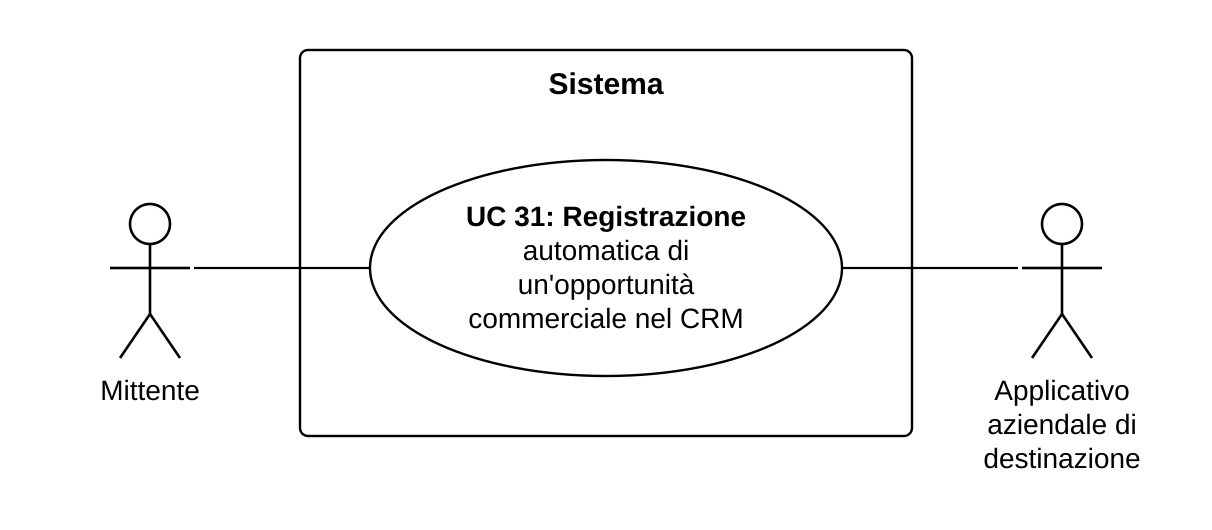 Sistema
UC 31: Registrazione
automatica di
un'opportunità
commerciale nel CRM
Mittente
Applicativo
aziendale di
destinazione